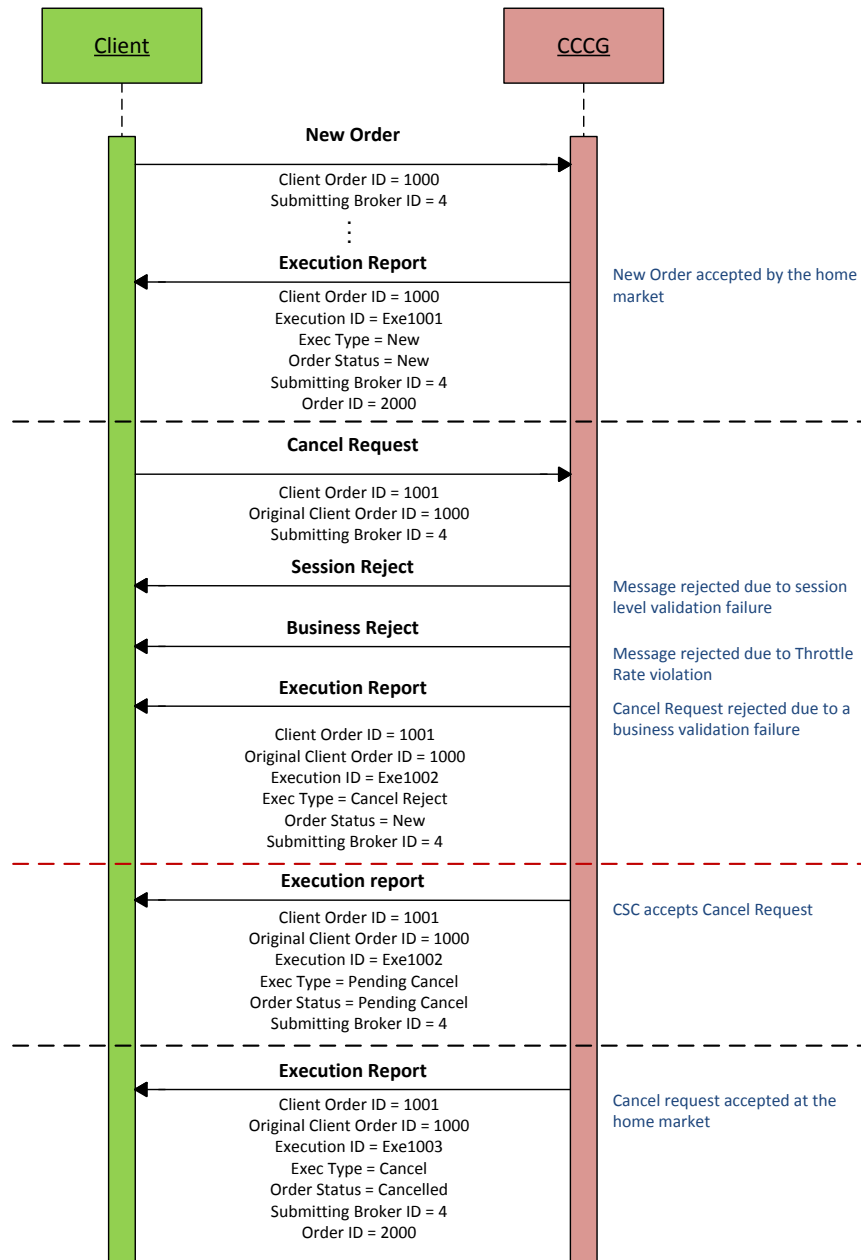 Client
CCCG
New Order
Client Order ID = 1000
Submitting Broker ID = 4
Execution Report
New Order accepted by the home
market
Client Order ID = 1000
Execution ID = Exe1001
Exec Type = New
Order Status = New
Submitting Broker ID = 4
Order ID = 2000
Cancel Request
Client Order ID = 1001
Original Client Order ID = 1000
Submitting Broker ID = 4
Session Reject
Message rejected due to session
level validation failure
Business Reject
Message rejected due to Throttle
Rate violation
Execution Report
Cancel Request rejected due to a
business validation failure
Client Order ID = 1001
Original Client Order ID = 1000
Execution ID = Exe1002
Exec Type = Cancel Reject
Order Status = New
Submitting Broker ID = 4
Execution report
CSC accepts Cancel Request
Client Order ID = 1001
Original Client Order ID = 1000
Execution ID = Exe1002
Exec Type = Pending Cancel
Order Status = Pending Cancel
Submitting Broker ID = 4
Execution Report
Cancel request accepted at the
home market
Client Order ID = 1001
Original Client Order ID = 1000
Execution ID = Exe1003
Exec Type = Cancel
Order Status = Cancelled
Submitting Broker ID = 4
Order ID = 2000